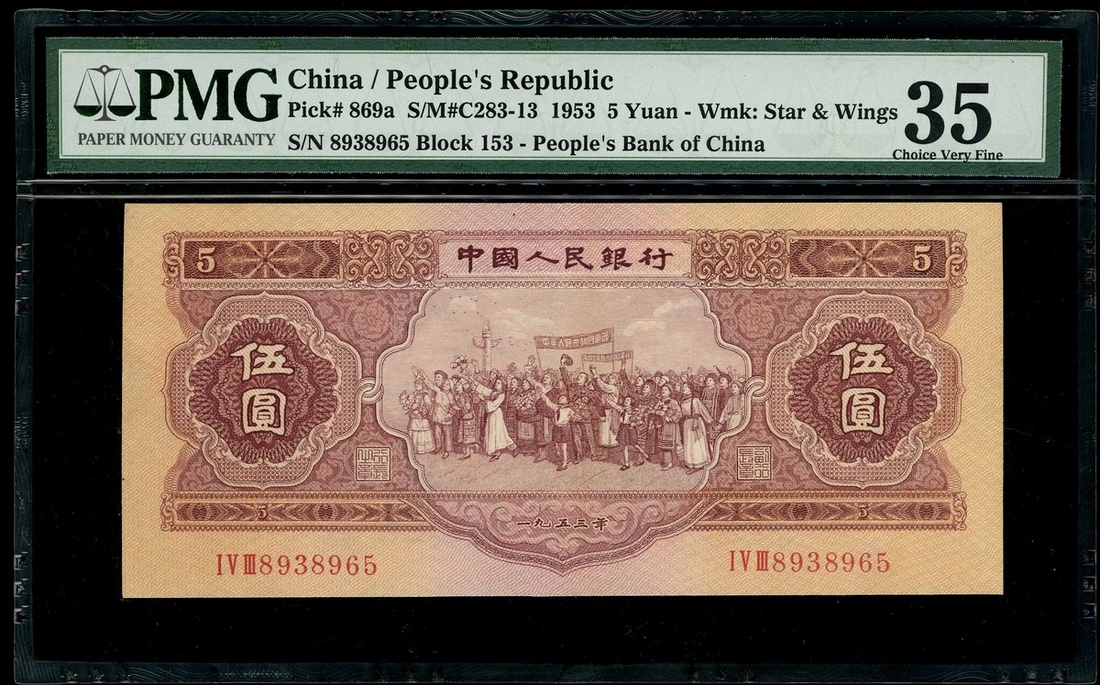 PMG
PAPER MONEY GUARANTY
China / People's Republic
Pick# 869a S/M#C283-13 1953 5 Yuan - Wmk: Star & Wings
S/N 8938965 Block 153 - People's Bank of China
35
Choice Very Fine
5 中國人民銀行 5
伍圓 伍圓
5 5
一九五三年
IVⅢ8938965 IVⅢ8938965